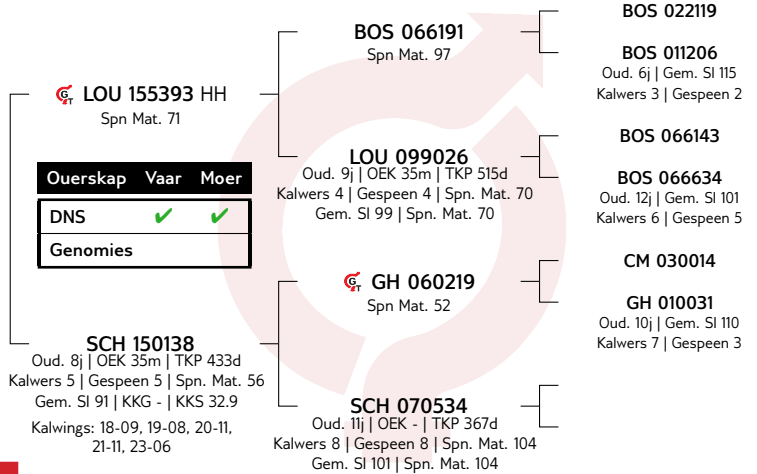 BOS 022119
BOS 066191
Spn Mat. 97
BOS 011206
Oud. 6j | Gem. SI 115
Kalwers 3 | Gespeen 2
GT LOU 155393 HH
Spn Mat. 71
BOS 066143
LOU 099026
Oud. 9j | OEK 35m | TKP 515d
Kalwers 4 | Gespeen 4 | Spn. Mat. 70
Gem. SI 99 | Spn. Mat. 70
BOS 066634
Oud. 12j | Gem. SI 101
Kalwers 6 | Gespeen 5
Ouerskap Vaar Moer
DNS ✔ ✔
Genomies
CM 030014
GT GH 060219
Spn Mat. 52
GH 010031
Oud. 10j | Gem. SI 110
Kalwers 7 | Gespeen 3
SCH 150138
Oud. 8j | OEK 35m | TKP 433d
Kalwers 5 | Gespeen 5 | Spn. Mat. 56
Gem. SI 91 | KKG - | KKS 32.9
Kalwings: 18-09, 19-08, 20-11,
21-11, 23-06
SCH 070534
Oud. 11j | OEK - | TKP 367d
Kalwers 8 | Gespeen 8 | Spn. Mat. 104
Gem. SI 101 | Spn. Mat. 104